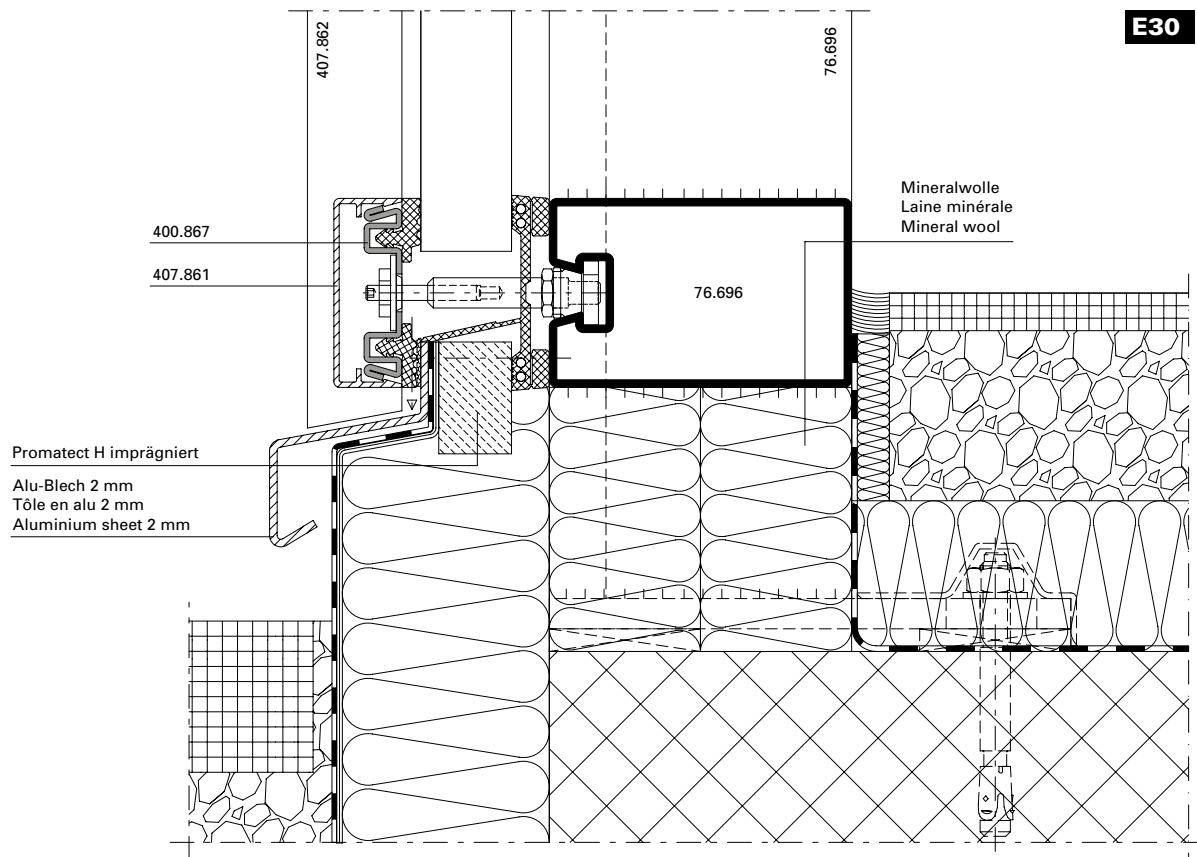 E30
407.862
76.696
Mineralwolle
Laine minérale
Mineral wool
400.867
407.861
76.696
Promatect H imprägniert
Alu-Blech 2 mm
Tôle en alu 2 mm
Aluminium sheet 2 mm